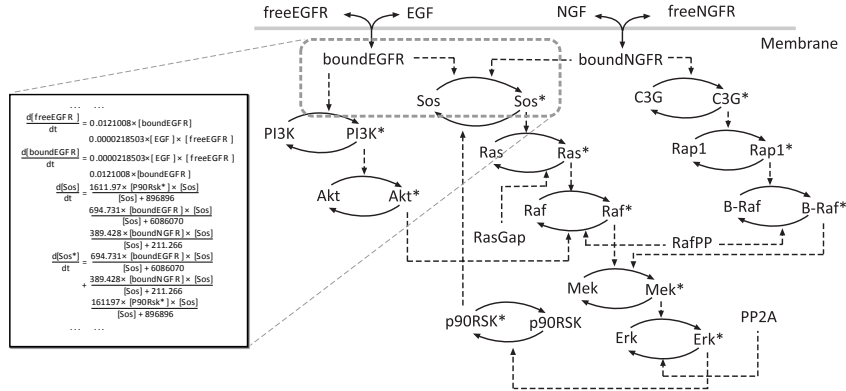 freeEGFR EGF NGF freeNGFR
Membrane
boundEGFR boundNGFR
Sos Sos* C3G C3G*
PI3K PI3K* Ras Ras* Rap1 Rap1*
Akt Akt* Raf Raf* B-Raf B-Raf*
RasGap RafPP
Mek Mek*
p90RSK* p90RSK PP2A
Erk Erk*
... ...
d[freeEGFR] = 0.0121008×[boundEGFR]
dt
0.0000218503×[EGF]×[freeEGFR]
d[boundEGFR] = 0.0000218503×[EGF]×[freeEGFR]
dt
0.0121008×[boundEGFR]
d[Sos] = 1611.97×[P90Rsk*]×[Sos]
dt [Sos]+896896
694.731×[boundEGFR]×[Sos]
[Sos]+6086070
389.428×[boundNGFR]×[Sos]
[Sos]+211.266
d[Sos*] = 694.731×[boundEGFR]×[Sos]
dt [Sos]+6086070
+ 389.428×[boundNGFR]×[Sos]
[Sos]+211.266
161197×[P90Rsk*]×[Sos]
[Sos]+896896
... ...